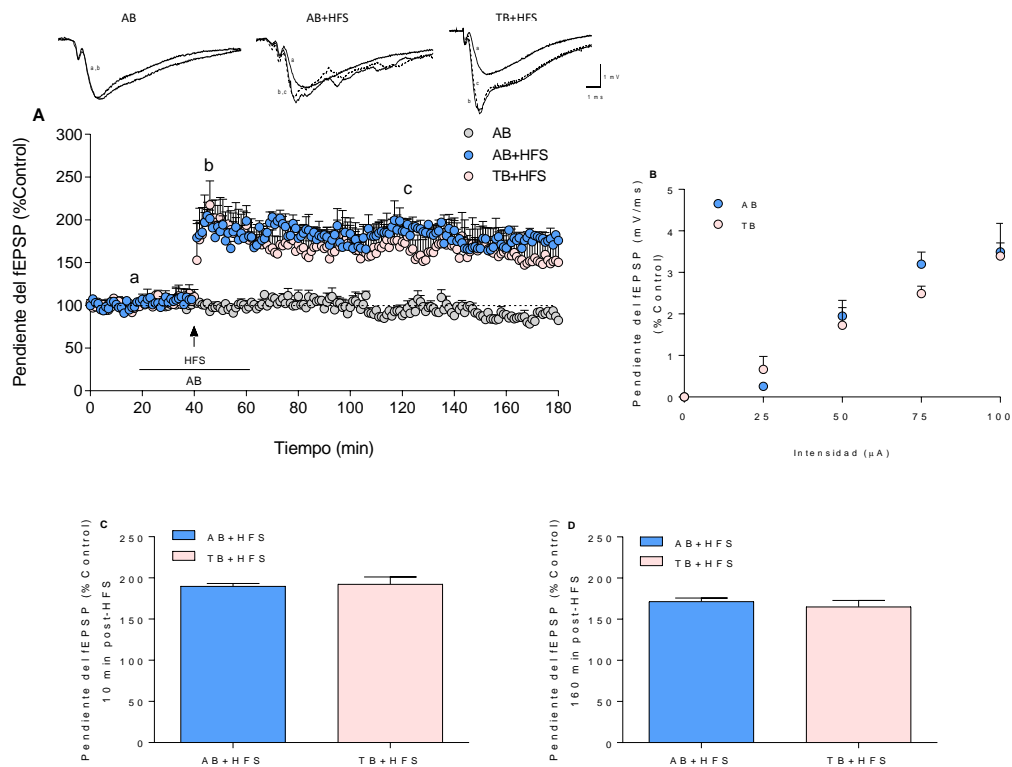 AB
AB+HFS
TB+HFS
a,b
a
b,c
a
c
b
1 mV
1 ms
A
Pendiente del fEPSP (%Control)
300
250
200
150
100
50
0
AB
AB+HFS
TB+HFS
a
b
c
HFS
AB
0 20 40 60 80 100 120 140 160 180
Tiempo (min)
B
Pendiente del fEPSP (mV/ms)
(% Control)
5
4
3
2
1
0
AB
TB
0 25 50 75 100
Intensidad (µA)
C
Pendiente del fEPSP (% Control)
10 min post-HFS
250
200
150
100
50
0
AB+HFS
TB+HFS
AB+HFS TB+HFS
D
Pendiente del fEPSP (% Control)
160 min post-HFS
250
200
150
100
50
0
AB+HFS
TB+HFS
AB+HFS TB+HFS